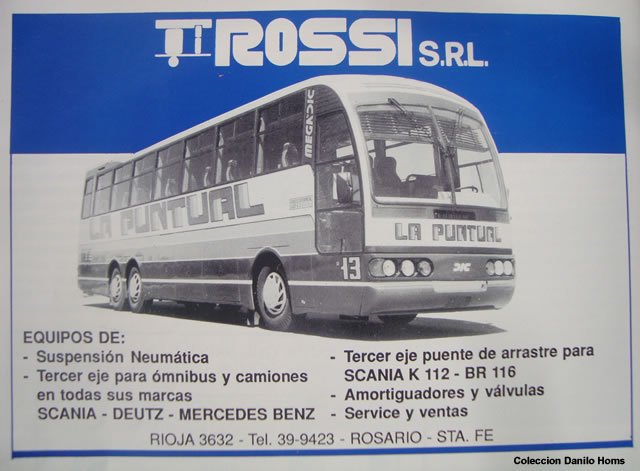 ROSSI S.R.L.
MEGADIC
LA PUNTUAL
LA PUNTUAL
13
DIC
EQUIPOS DE:
- Suspensión Neumática
- Tercer eje para ómnibus y camiones
en todas sus marcas
SCANIA - DEUTZ - MERCEDES BENZ
- Tercer eje puente de arrastre para
SCANIA K 112 - BR 116
- Amortiguadores y válvulas
- Service y ventas
RIOJA 3632 - Tel. 39-9423 - ROSARIO - STA. FE
Coleccion Danilo Homs